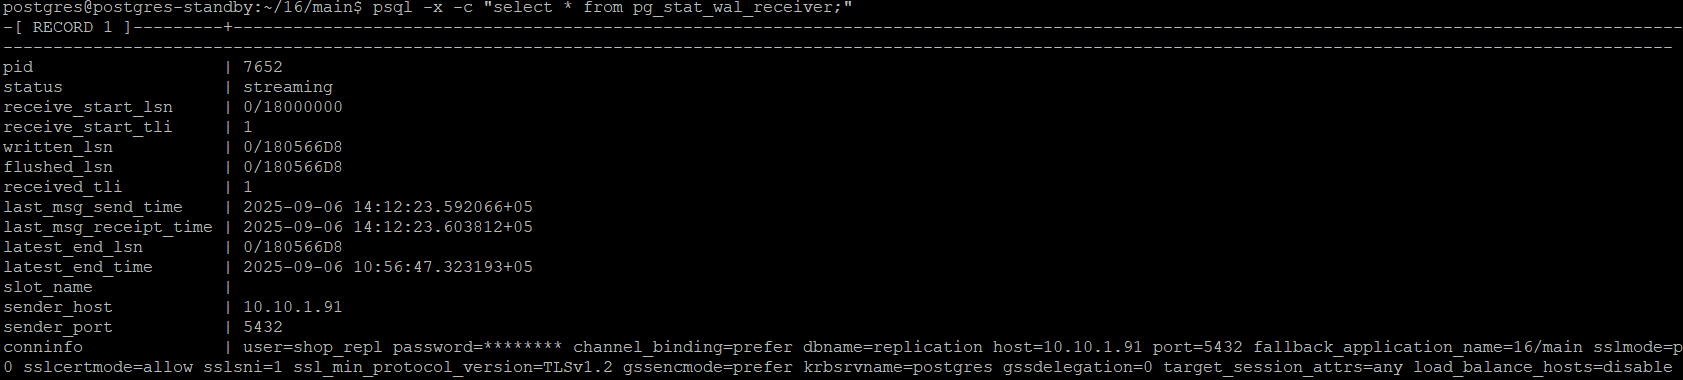 postgres@postgres-standby:~/16/main$ psql -x -c "select * from pg_stat_wal_receiver;"
-[ RECORD 1 ]---------+-------------------------------------------------------------------------------------------------------------------------------------------------
-----------------------------------------------------------------------------------------------------------------------------------------------------------------------
pid                   | 7652
status                | streaming
receive_start_lsn     | 0/18000000
receive_start_tli     | 1
written_lsn           | 0/180566D8
flushed_lsn           | 0/180566D8
received_tli          | 1
last_msg_send_time    | 2025-09-06 14:12:23.592066+05
last_msg_receipt_time | 2025-09-06 14:12:23.603812+05
latest_end_lsn        | 0/180566D8
latest_end_time       | 2025-09-06 10:56:47.323193+05
slot_name             |
sender_host           | 10.10.1.91
sender_port           | 5432
conninfo              | user=shop_repl password=******** channel_binding=prefer dbname=replication host=10.10.1.91 port=5432 fallback_application_name=16/main sslmode=p
0 sslcertmode=allow sslsni=1 ssl_min_protocol_version=TLSv1.2 gssencmode=prefer krbsrvname=postgres gssdelegation=0 target_session_attrs=any load_balance_hosts=disable